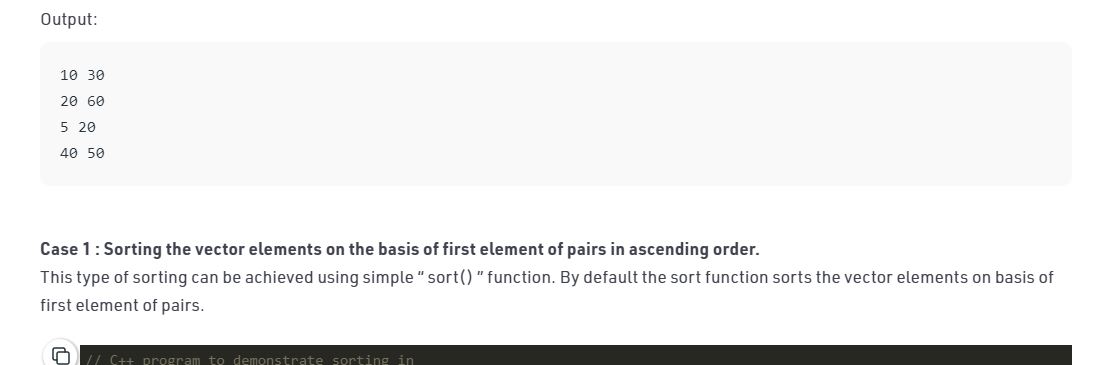 Output:
10 30
20 60
5 20
40 50
Case 1 : Sorting the vector elements on the basis of first element of pairs in ascending order.
This type of sorting can be achieved using simple “ sort() ” function. By default the sort function sorts the vector elements on basis of
first element of pairs.
// C++ program to demonstrate sorting in